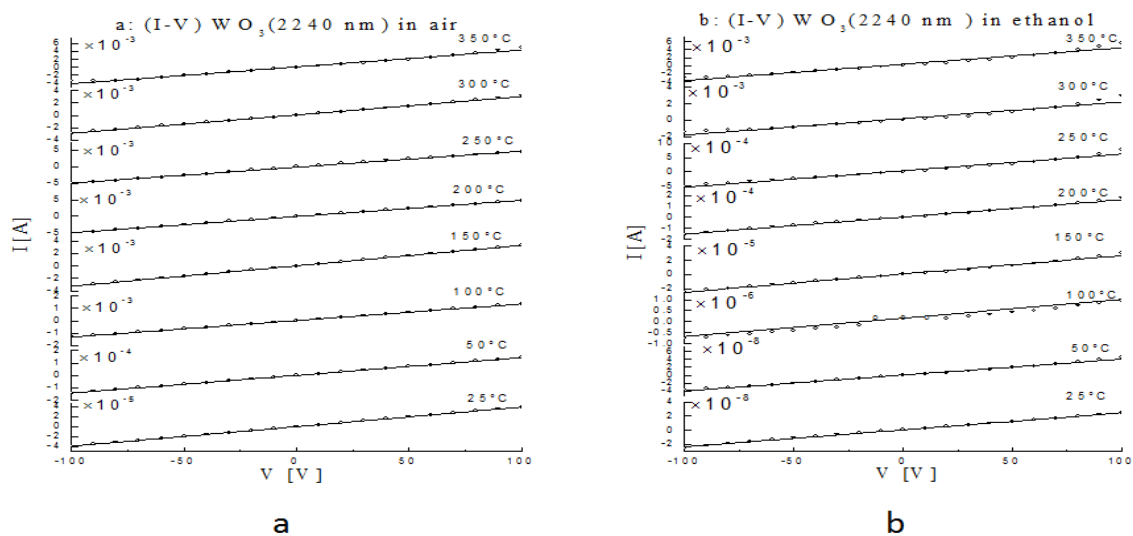 a: (I-V) WO3(2240 nm) in air
×10-3
350°C
×10-3
300°C
×10-3
250°C
×10-3
200°C
×10-3
150°C
×10-3
100°C
×10-4
50°C
×10-5
25°C
I [A]
-100 -50 0 50 100
V [V]
a
b: (I-V) WO3(2240 nm) in ethanol
×10-3
350°C
×10-3
300°C
×10-4
250°C
×10-4
200°C
×10-5
150°C
×10-6
100°C
×10-8
50°C
×10-8
25°C
I [A]
-100 -50 0 50 100
V [V]
b